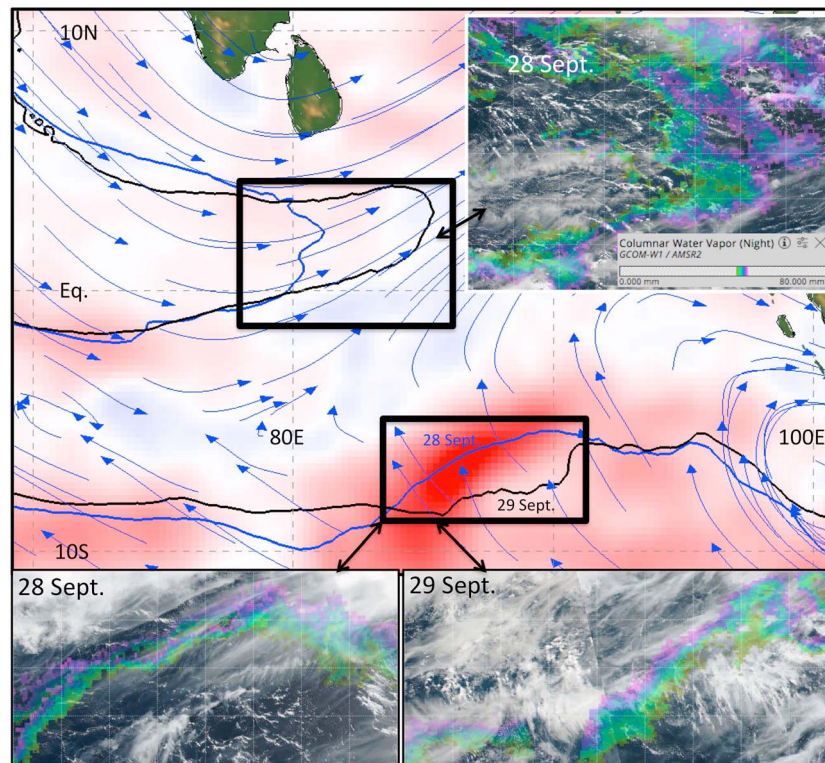 10N
28 Sept.
Columnar Water Vapor (Night)
GCOM-W1 / AMSR2
0.000 mm 80.000 mm
Eq.
80E
28 Sept.
100E
29 Sept.
10S
28 Sept.
29 Sept.